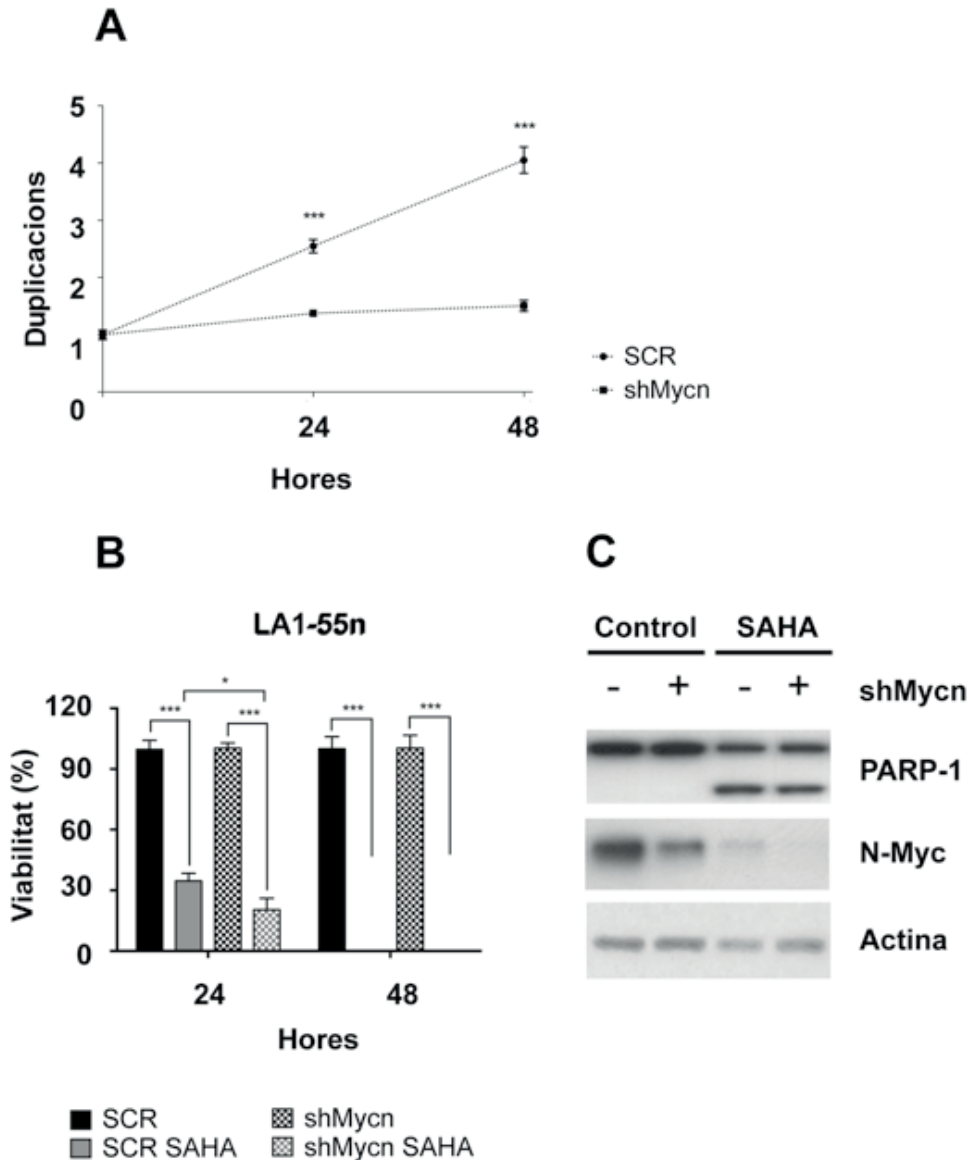 A
5
4
3
2
1
0
Duplicacions
***
***
24
48
Hores
SCR
shMycn
B
LA1-55n
120
90
60
30
0
Viabilitat (%)
*
*** *** *** ***
24
48
Hores
SCR
SCR SAHA
shMycn
shMycn SAHA
C
Control SAHA
- + - + shMycn
PARP-1
N-Myc
Actina